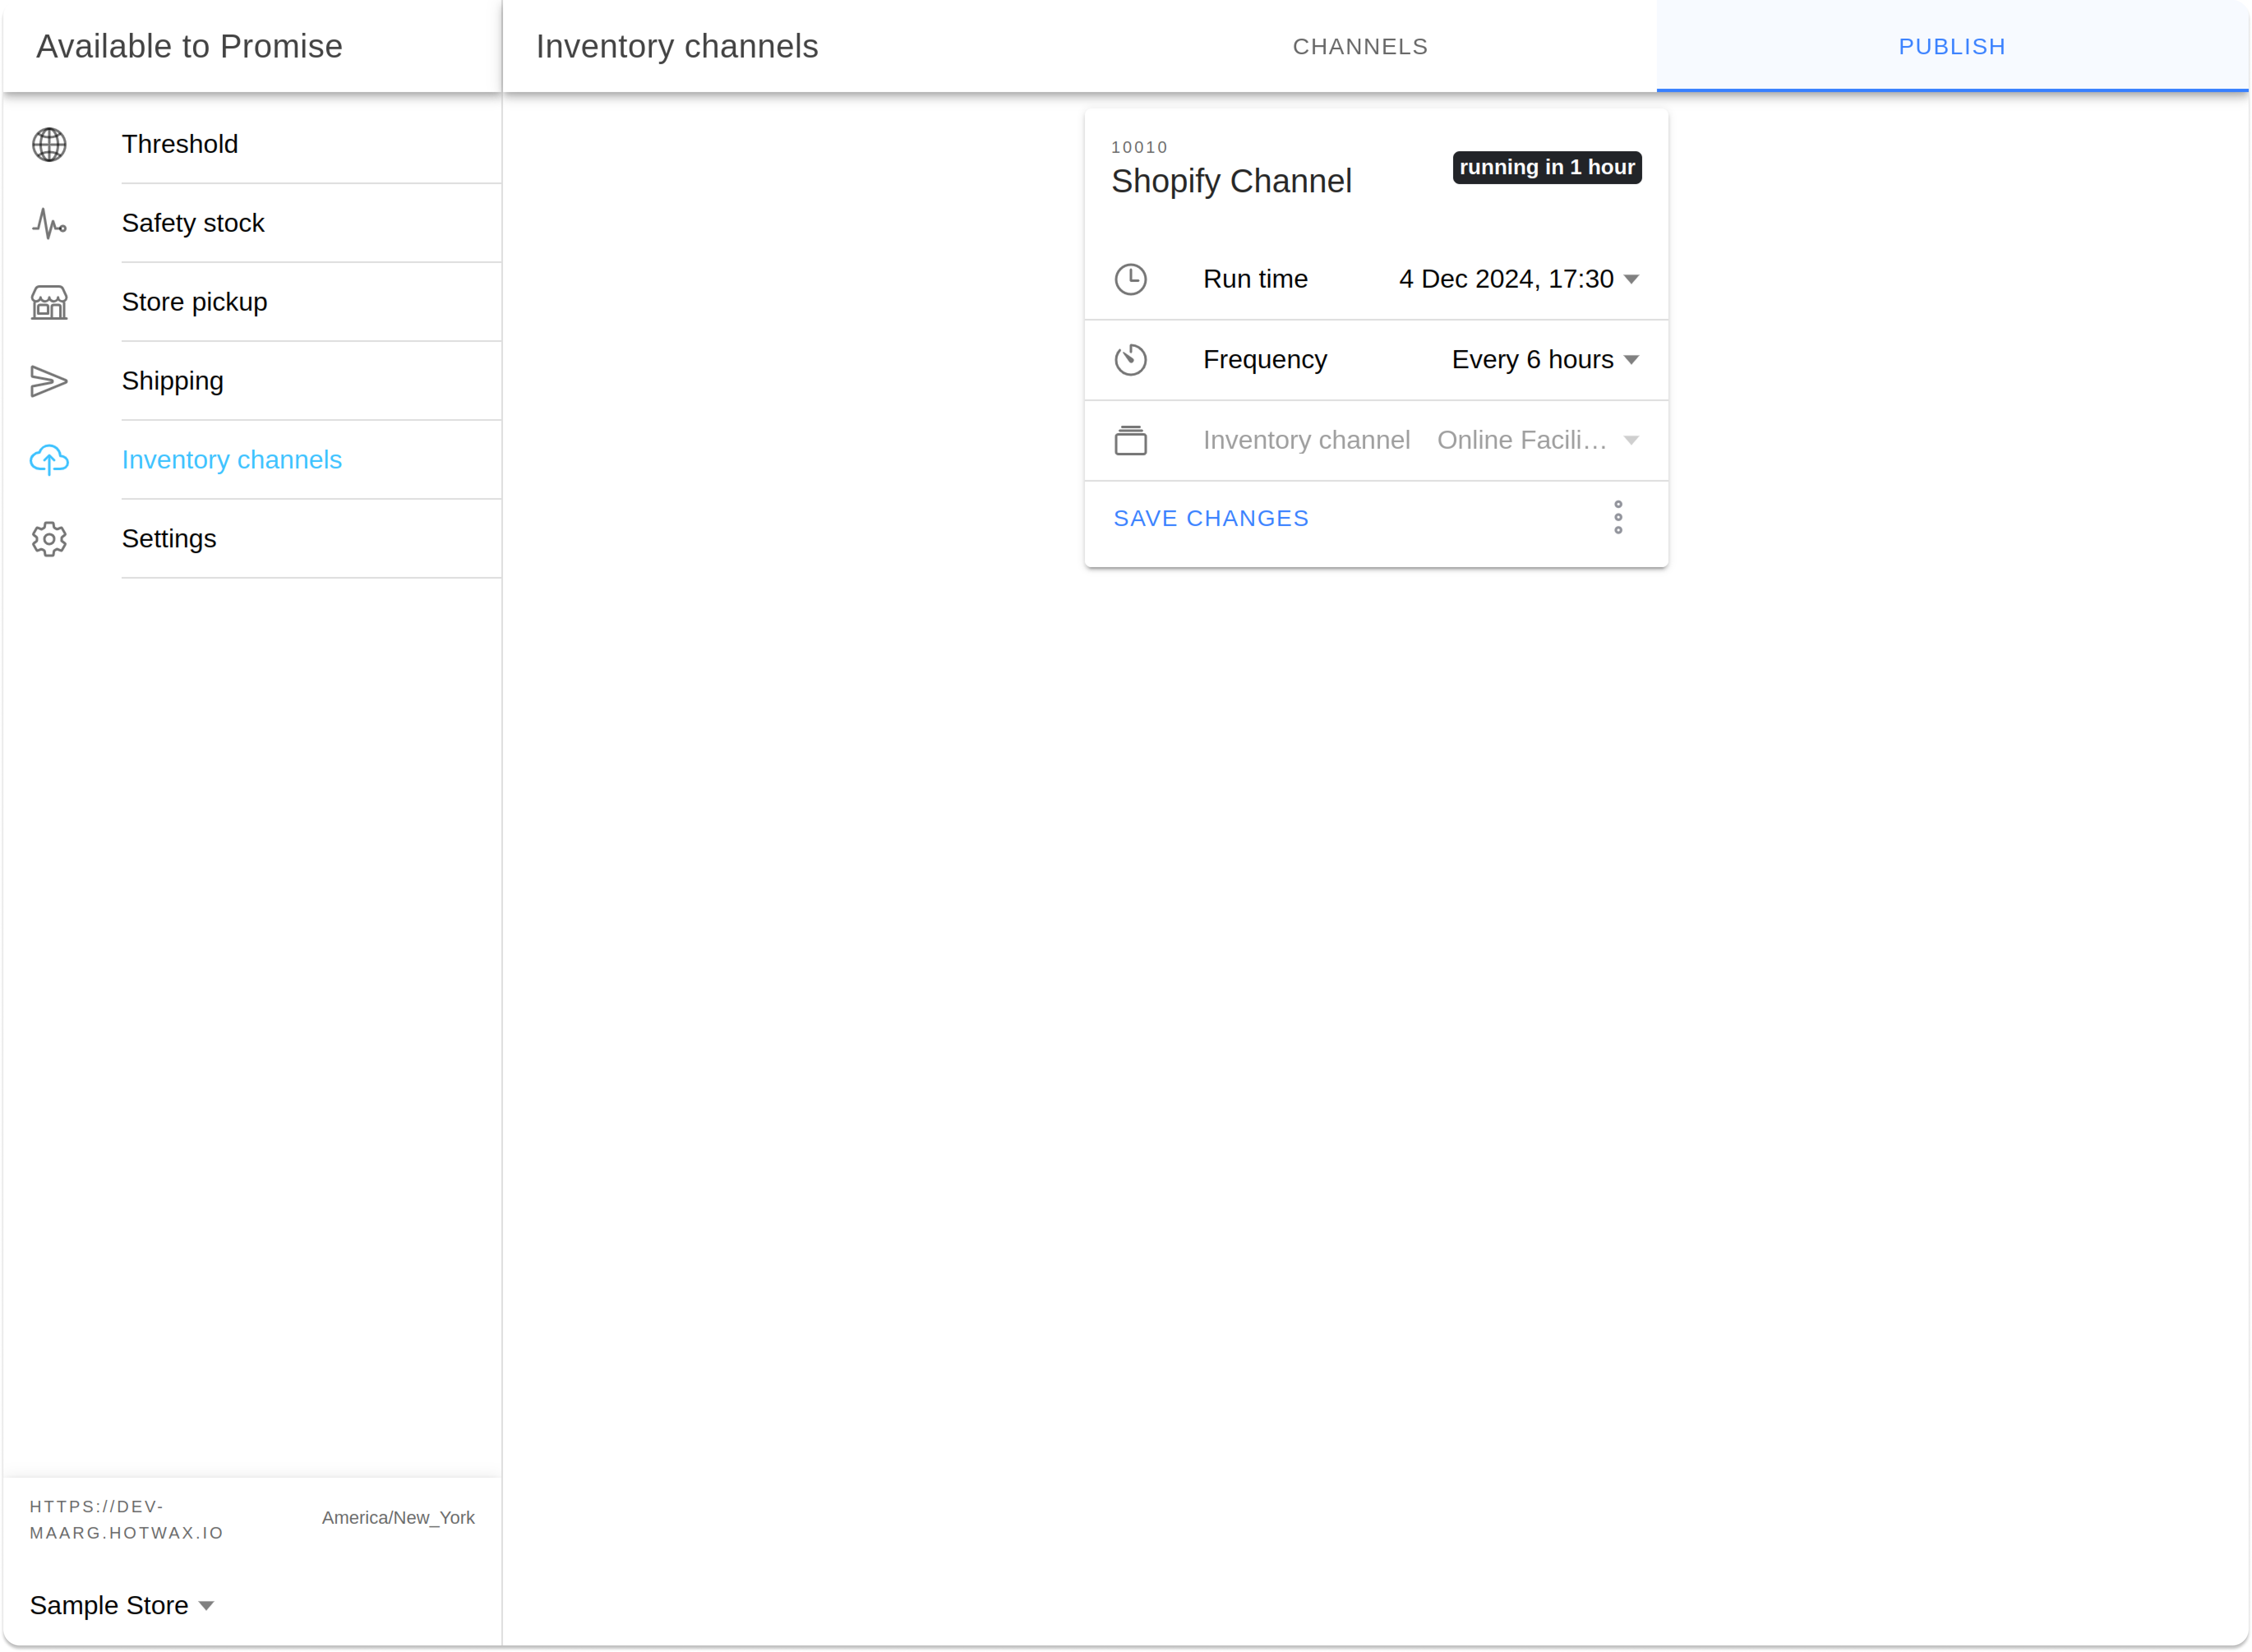 Available to Promise
Threshold
Safety stock
Store pickup
Shipping
Inventory channels
Settings
HTTPS://DEV-
MAARG.HOTWAX.IO
America/New_York
Sample Store
Inventory channels
CHANNELS
PUBLISH
10010
Shopify Channel
running in 1 hour
Run time
4 Dec 2024, 17:30
Frequency
Every 6 hours
Inventory channel
Online Facili…
SAVE CHANGES